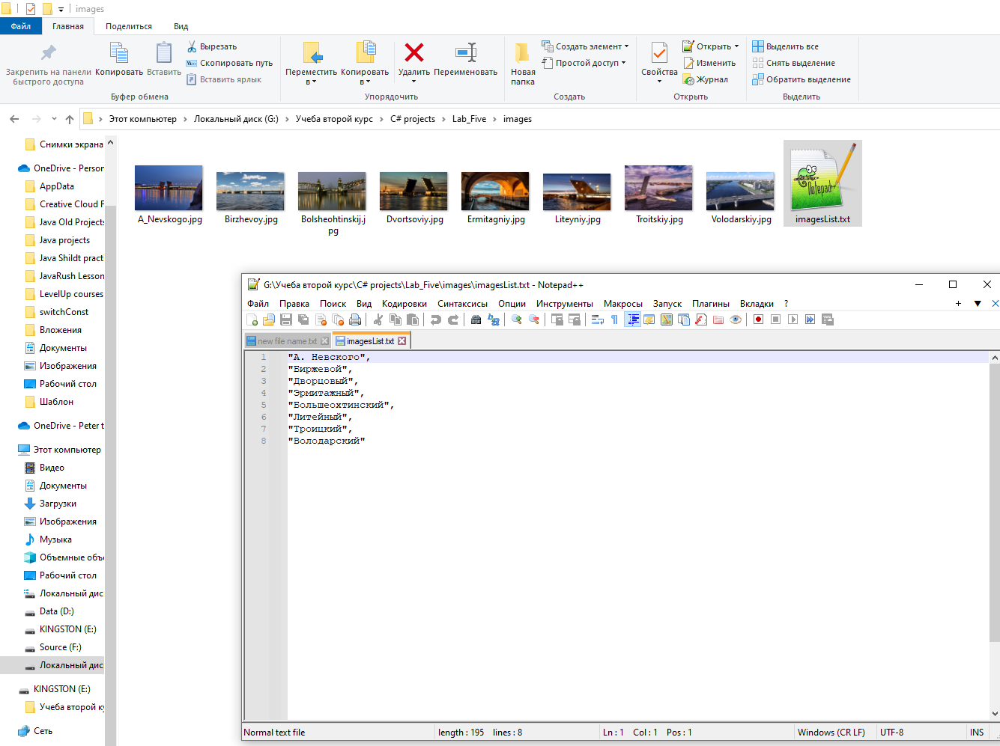 images
Файл Главная Поделиться Вид
Закрепить на панели быстрого доступа
Копировать
Вставить
Вырезать
Скопировать путь
Вставить ярлык
Буфер обмена
Переместить в
Копировать в
Удалить
Переименовать
Упорядочить
Новая папка
Создать элемент
Простой доступ
Создать
Свойства
Открыть
Изменить
Журнал
Открыть
Выделить все
Снять выделение
Обратить выделение
Выделить
Этот компьютер › Локальный диск (G:) › Учеба второй курс › C# projects › Lab_Five › images
Снимки экрана
OneDrive - Person
AppData
Creative Cloud F
Java Old Projects
Java projects
Java Shildt pract
JavaRush Lesson
LevelUp courses
switchConst
Вложения
Документы
Изображения
Рабочий стол
Шаблон
OneDrive - Peter t
Этот компьютер
Видео
Документы
Загрузки
Изображения
Музыка
Объемные объ
Рабочий стол
Локальный дис
Data (D:)
KINGSTON (E:)
Source (F:)
Локальный дис
KINGSTON (E:)
Учеба второй ку
Сеть
A_Nevskogo.jpg
Birzhevoy.jpg
Bolsheohtinskij.j
pg
Dvortsoviy.jpg
Ermitagniy.jpg
Liteyniy.jpg
Troitskiy.jpg
Volodarskiy.jpg
Notepad++
imagesList.txt
G:\Учеба второй курс\C# projects\Lab_Five\images\imagesList.txt - Notepad++
Файл Правка Поиск Вид Кодировки Синтаксисы Опции Инструменты Макросы Запуск Плагины Вкладки ?
new file name.txt imagesList.txt
1 "А. Невского",
2 "Биржевой",
3 "Дворцовый",
4 "Эрмитажный",
5 "Большеохтинский",
6 "Литейный",
7 "Троицкий",
8 "Володарский"
Normal text file length : 195 lines : 8 Ln : 1 Col : 1 Pos : 1 Windows (CR LF) UTF-8 INS